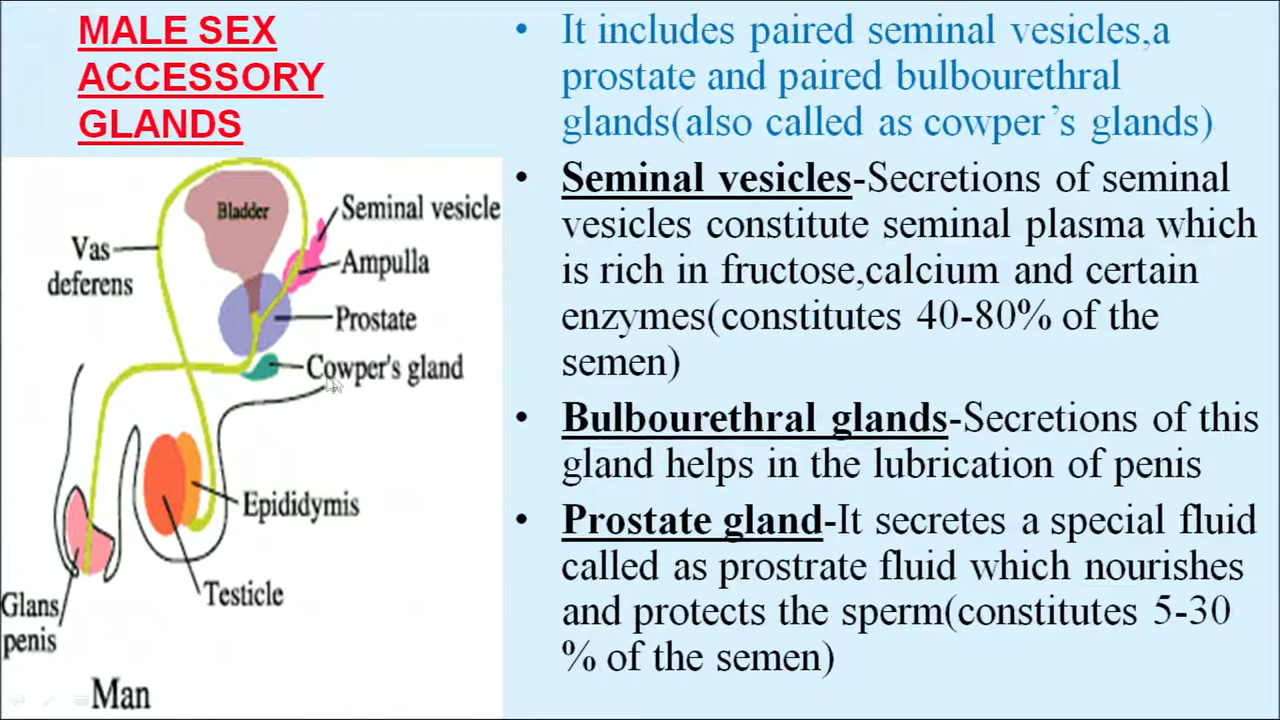 MALE SEX
ACCESSORY
GLANDS
Bladder
Seminal vesicle
Vas
deferens
Ampulla
Prostate
Cowper's gland
Epididymis
Testicle
Glans
penis
Man
• It includes paired seminal vesicles,a
prostate and paired bulbourethral
glands(also called as cowper’s glands)
• Seminal vesicles-Secretions of seminal
vesicles constitute seminal plasma which
is rich in fructose,calcium and certain
enzymes(constitutes 40-80% of the
semen)
• Bulbourethral glands-Secretions of this
gland helps in the lubrication of penis
• Prostate gland-It secretes a special fluid
called as prostrate fluid which nourishes
and protects the sperm(constitutes 5-30
% of the semen)